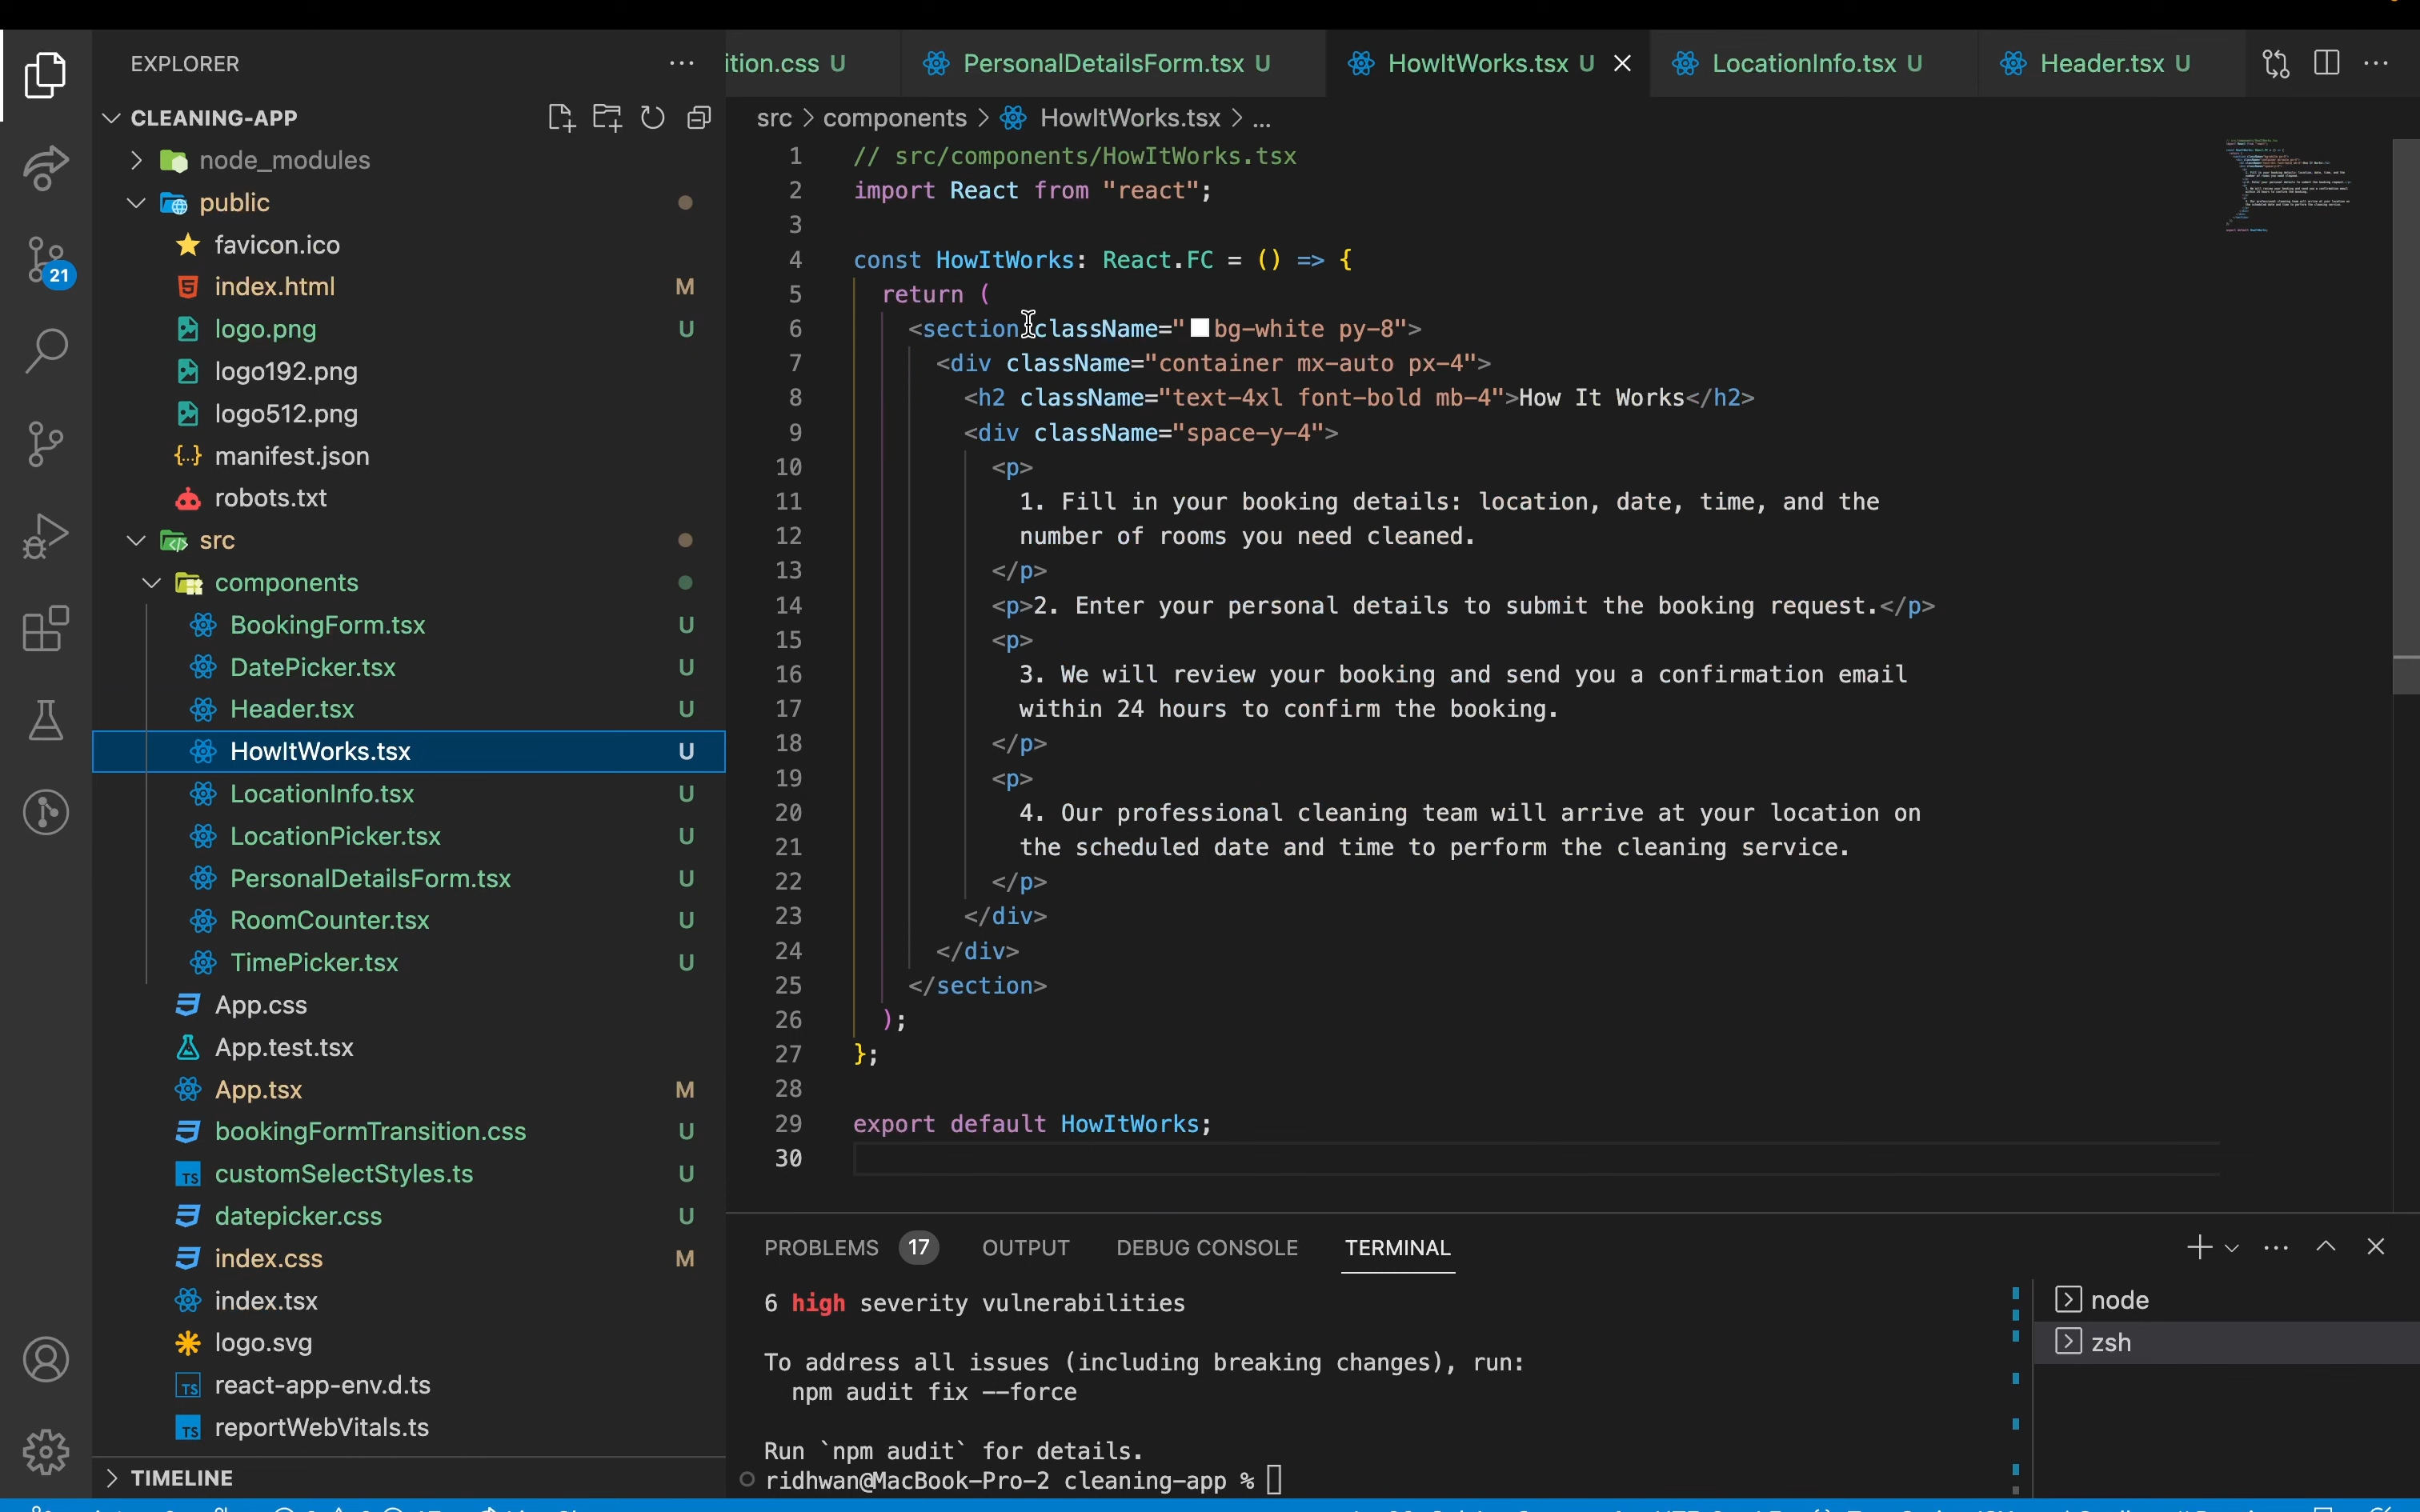 EXPLORER
CLEANING-APP
node_modules
public
favicon.ico
index.html M
logo.png U
logo192.png
logo512.png
manifest.json
robots.txt
src
components
BookingForm.tsx U
DatePicker.tsx U
Header.tsx U
HowItWorks.tsx U
LocationInfo.tsx U
LocationPicker.tsx U
PersonalDetailsForm.tsx U
RoomCounter.tsx U
TimePicker.tsx U
App.css
App.test.tsx
App.tsx M
bookingFormTransition.css U
customSelectStyles.ts U
datepicker.css U
index.css M
index.tsx
logo.svg
react-app-env.d.ts
reportWebVitals.ts
TIMELINE
21
ition.css U PersonalDetailsForm.tsx U HowItWorks.tsx U LocationInfo.tsx U Header.tsx U
src > components > HowItWorks.tsx > ...
1 // src/components/HowItWorks.tsx
2 import React from "react";
3
4 const HowItWorks: React.FC = () => {
5 return (
6 <section className="bg-white py-8">
7 <div className="container mx-auto px-4">
8 <h2 className="text-4xl font-bold mb-4">How It Works</h2>
9 <div className="space-y-4">
10 <p>
11 1. Fill in your booking details: location, date, time, and the
12 number of rooms you need cleaned.
13 </p>
14 <p>2. Enter your personal details to submit the booking request.</p>
15 <p>
16 3. We will review your booking and send you a confirmation email
17 within 24 hours to confirm the booking.
18 </p>
19 <p>
20 4. Our professional cleaning team will arrive at your location on
21 the scheduled date and time to perform the cleaning service.
22 </p>
23 </div>
24 </div>
25 </section>
26 );
27 };
28
29 export default HowItWorks;
30
PROBLEMS 17 OUTPUT DEBUG CONSOLE TERMINAL
6 high severity vulnerabilities
To address all issues (including breaking changes), run:
npm audit fix --force
Run `npm audit` for details.
ridhwan@MacBook-Pro-2 cleaning-app %
node
zsh